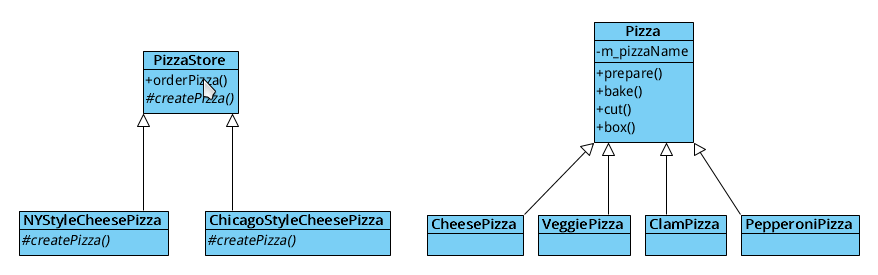 PizzaStore
+orderPizza()
#createPizza()
NYStyleCheesePizza
#createPizza()
ChicagoStyleCheesePizza
#createPizza()
Pizza
-m_pizzaName
+prepare()
+bake()
+cut()
+box()
CheesePizza
VeggiePizza
ClamPizza
PepperoniPizza